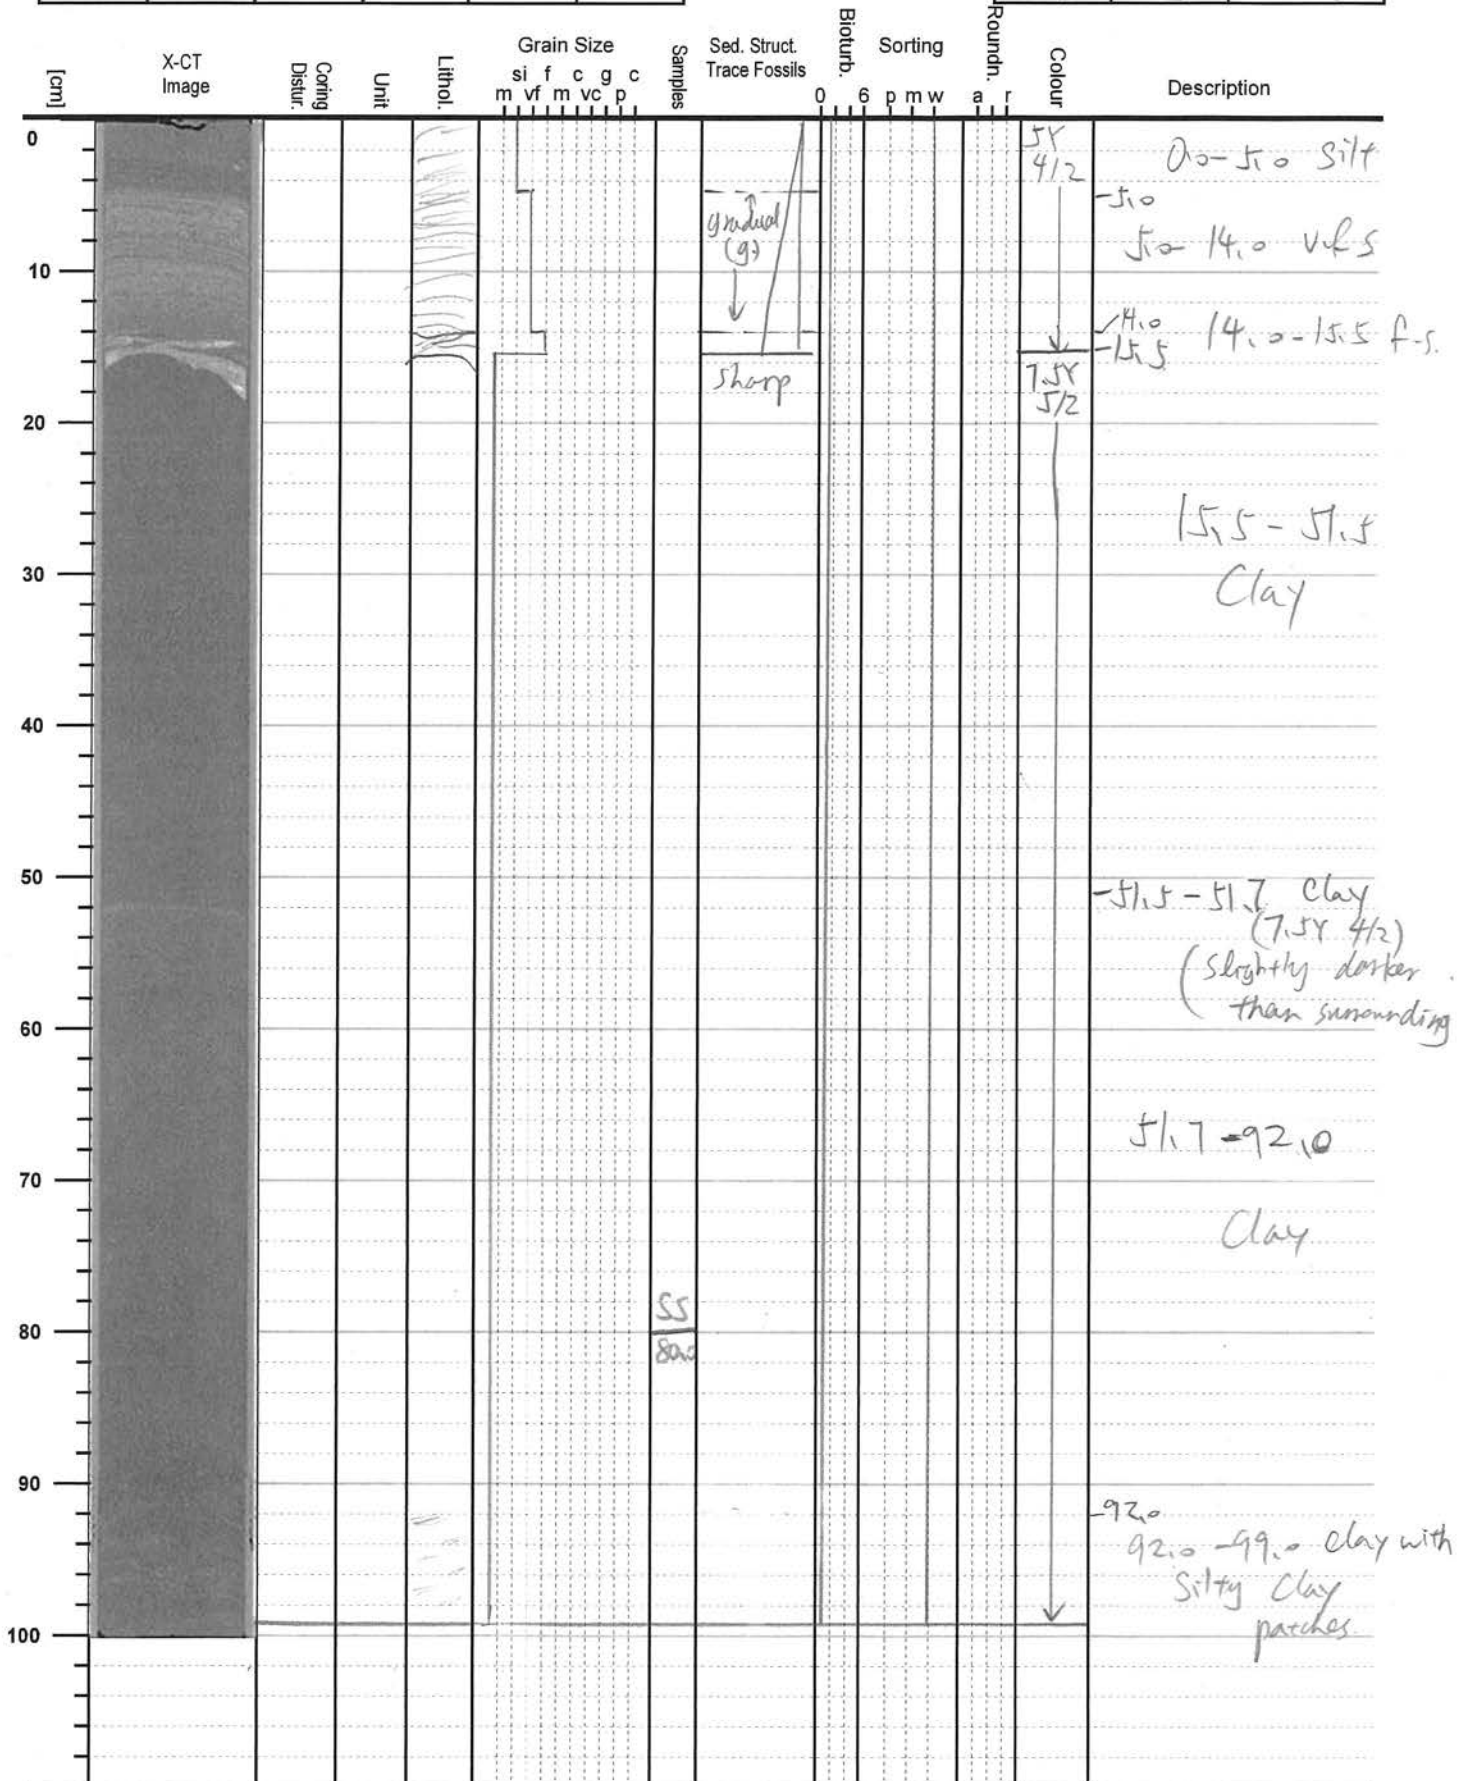 [cm]
X-CT
Image
Coring
Distur.
Unit
Lithol.
Grain Size
si f c g c
m vf m vc p
Samples
Sed. Struct.
Trace Fossils
Bioturb.
0 6
Sorting
p m w
Roundn.
a r
Colour
Description
0
5Y
4/2
0.0-5.0 Silt
-5.0
gradual
(g.)
5.0-14.0 v.f.s
10
14.0
14.0-15.5 f-s.
-15.5
sharp
7.5Y
5/2
20
15.5-51.5
30
Clay
40
50
-51.5-51.7 Clay
(7.5Y 4/2)
(slightly darker
than surrounding
60
51.7-92.0
70
Clay
SS
80
80.0
90
-92.0
92.0-99.0 clay with
Silty Clay
patches.
100